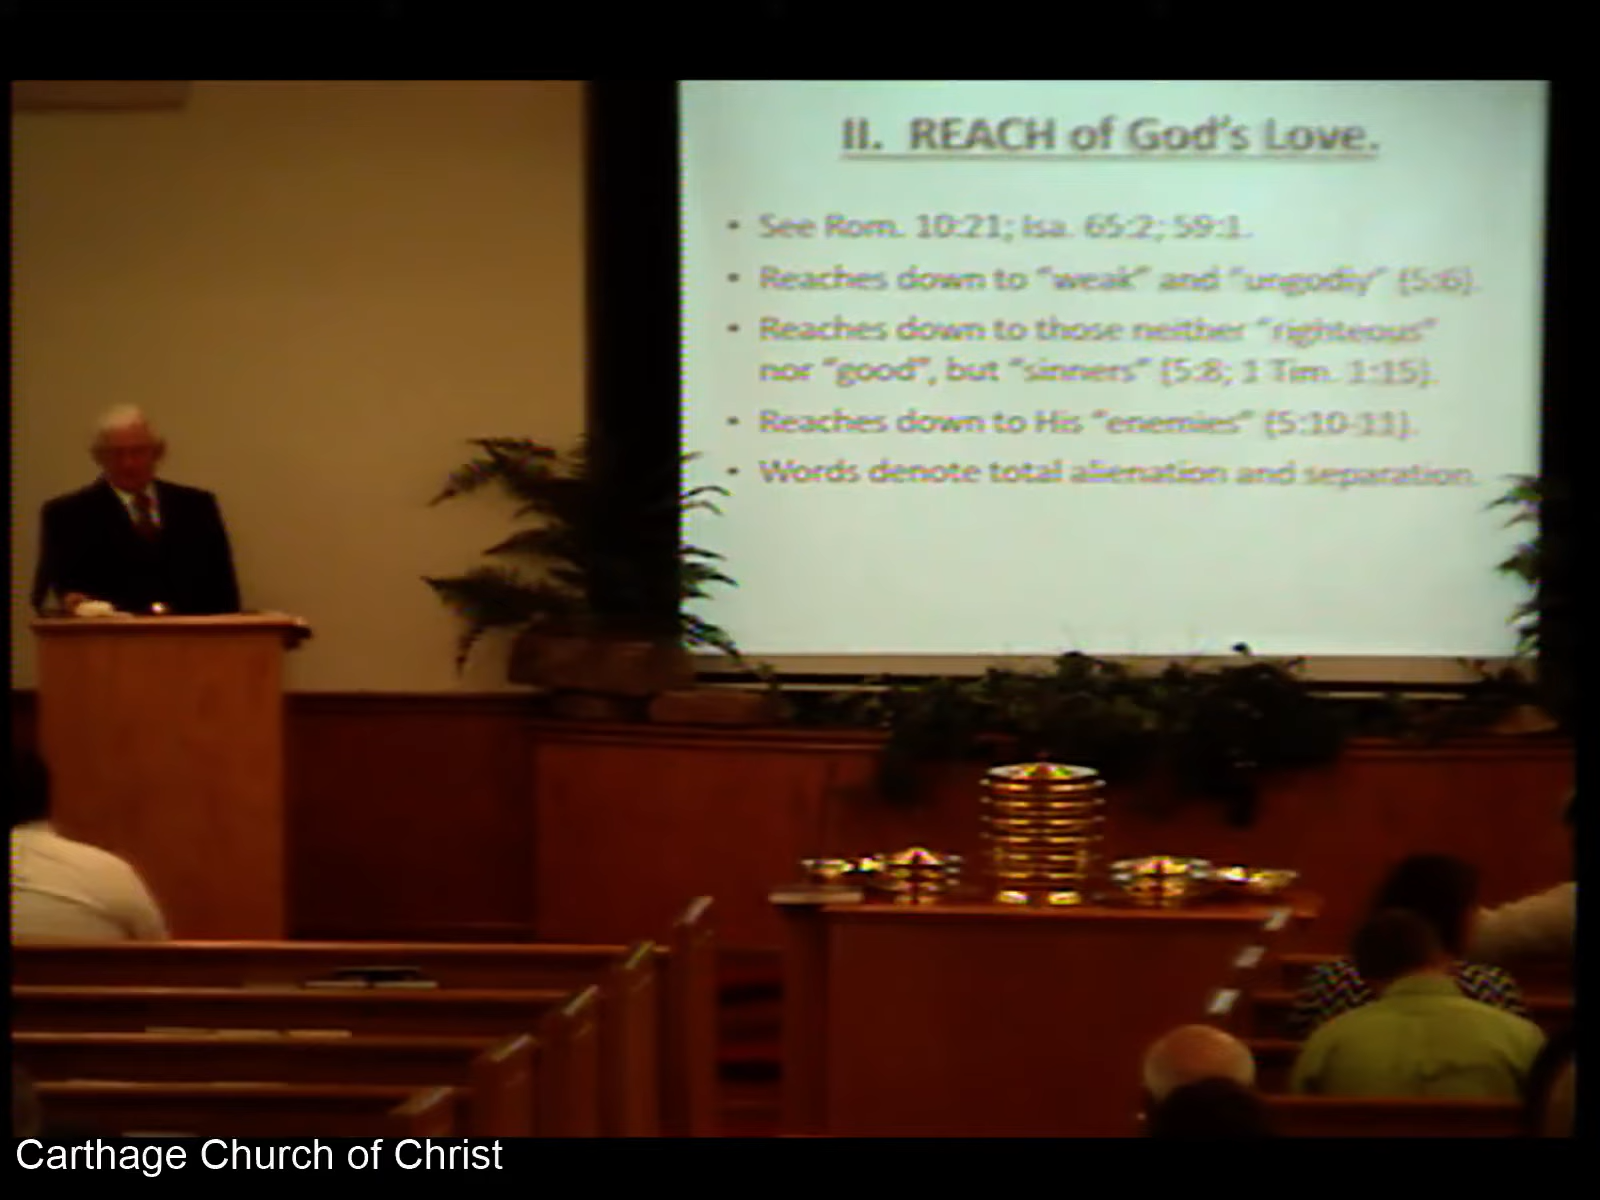 II. REACH of God's Love.
• See Rom. 10:21; Isa. 65:2; 59:1.
• Reaches down to "weak" and "ungodly" (5:6).
• Reaches down to those neither "righteous"
nor "good", but "sinners" (5:8; 1 Tim. 1:15).
• Reaches down to His "enemies" (5:10-11).
• Words denote total alienation and separation.
Carthage Church of Christ